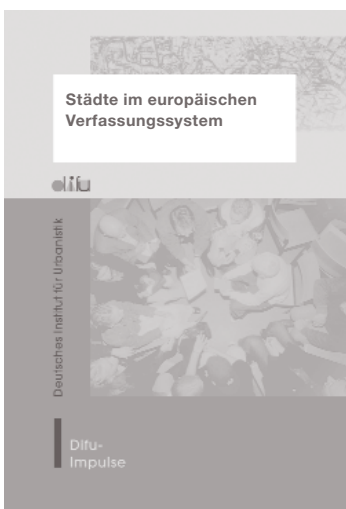 Städte im europäischen
Verfassungssystem
difu
Deutsches Institut für Urbanistik
Difu-
Impulse